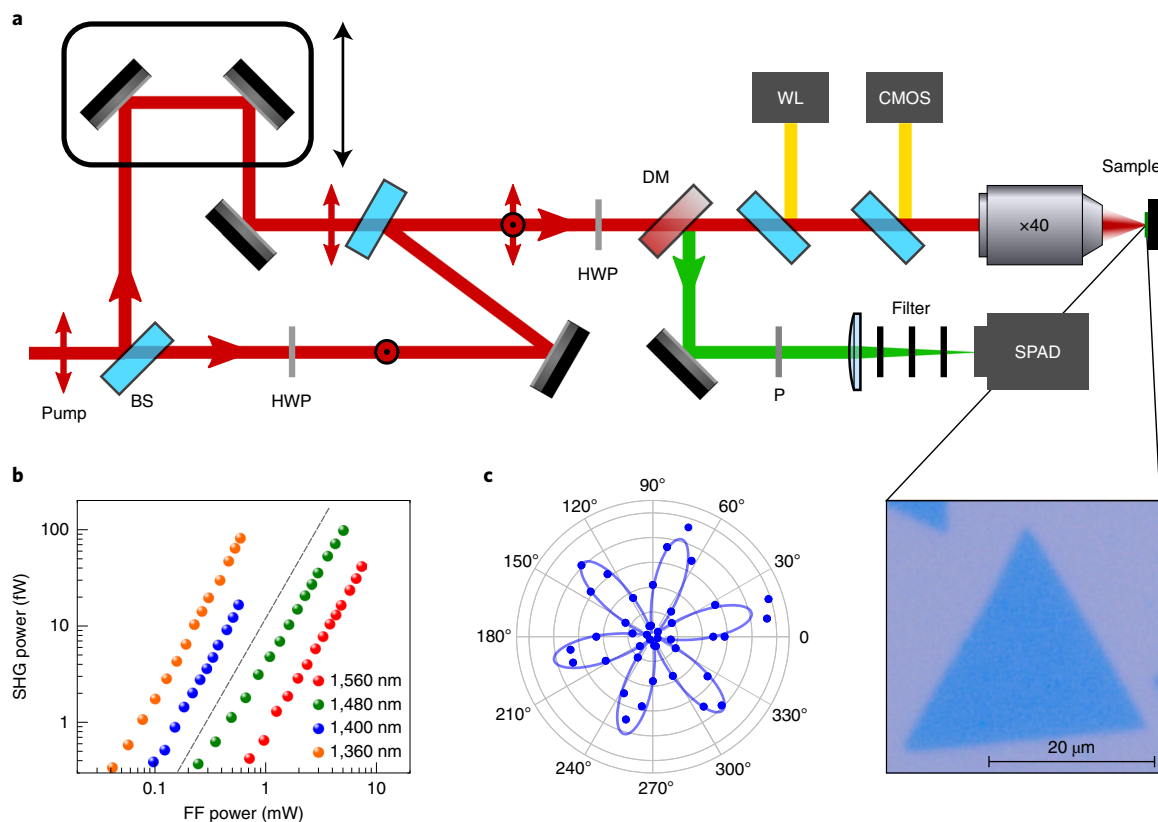 a
WL
CMOS
Sample
DM
×40
HWP
Filter
SPAD
Pump
BS
HWP
P
b
100
10
1
SHG power (fW)
1,560 nm
1,480 nm
1,400 nm
1,360 nm
0.1
1
10
FF power (mW)
c
90°
120°
60°
150°
30°
180°
0
210°
330°
240°
300°
270°
20 μm